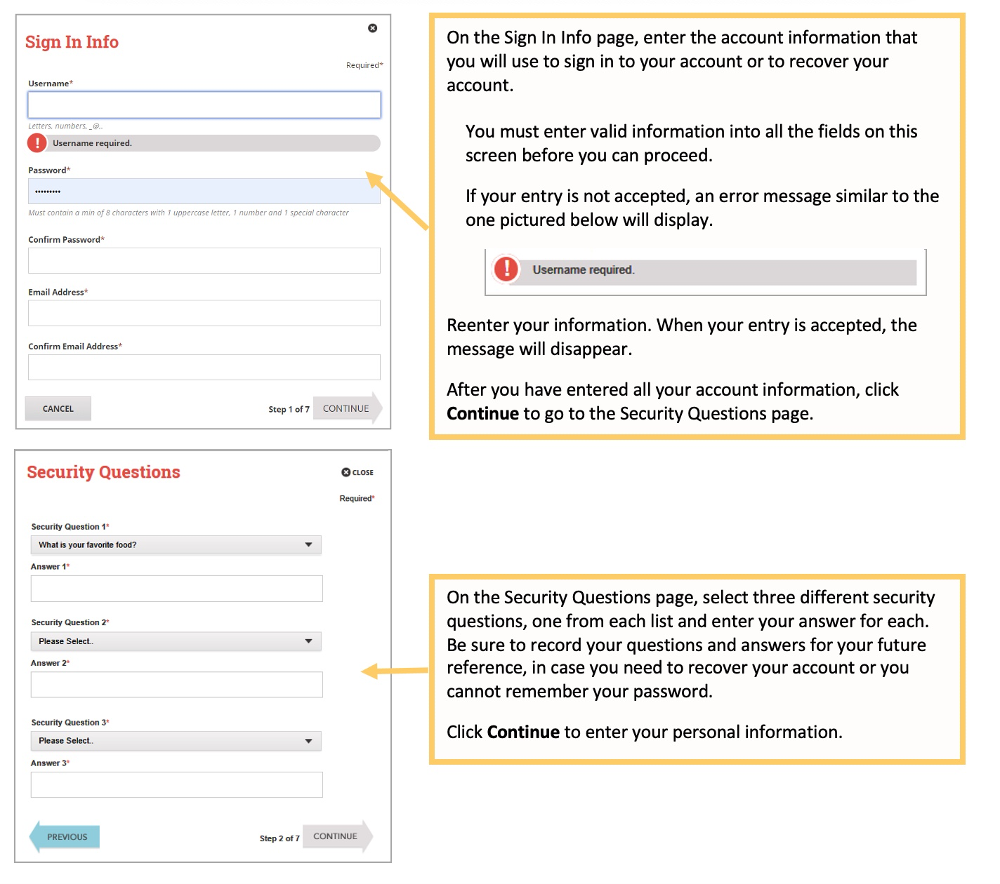 Sign In Info
Required*
Username*
Letters, numbers, _@..
! Username required.
Password*
•••••••••
Must contain a min of 8 characters with 1 uppercase letter, 1 number and 1 special character
Confirm Password*
Email Address*
Confirm Email Address*
CANCEL
Step 1 of 7
CONTINUE
On the Sign In Info page, enter the account information that
you will use to sign in to your account or to recover your
account.
You must enter valid information into all the fields on this
screen before you can proceed.
If your entry is not accepted, an error message similar to the
one pictured below will display.
! Username required.
Reenter your information. When your entry is accepted, the
message will disappear.
After you have entered all your account information, click
Continue to go to the Security Questions page.
Security Questions
CLOSE
Required*
Security Question 1*
What is your favorite food?
Answer 1*
Security Question 2*
Please Select..
Answer 2*
Security Question 3*
Please Select..
Answer 3*
PREVIOUS
Step 2 of 7
CONTINUE
On the Security Questions page, select three different security
questions, one from each list and enter your answer for each.
Be sure to record your questions and answers for your future
reference, in case you need to recover your account or you
cannot remember your password.
Click Continue to enter your personal information.